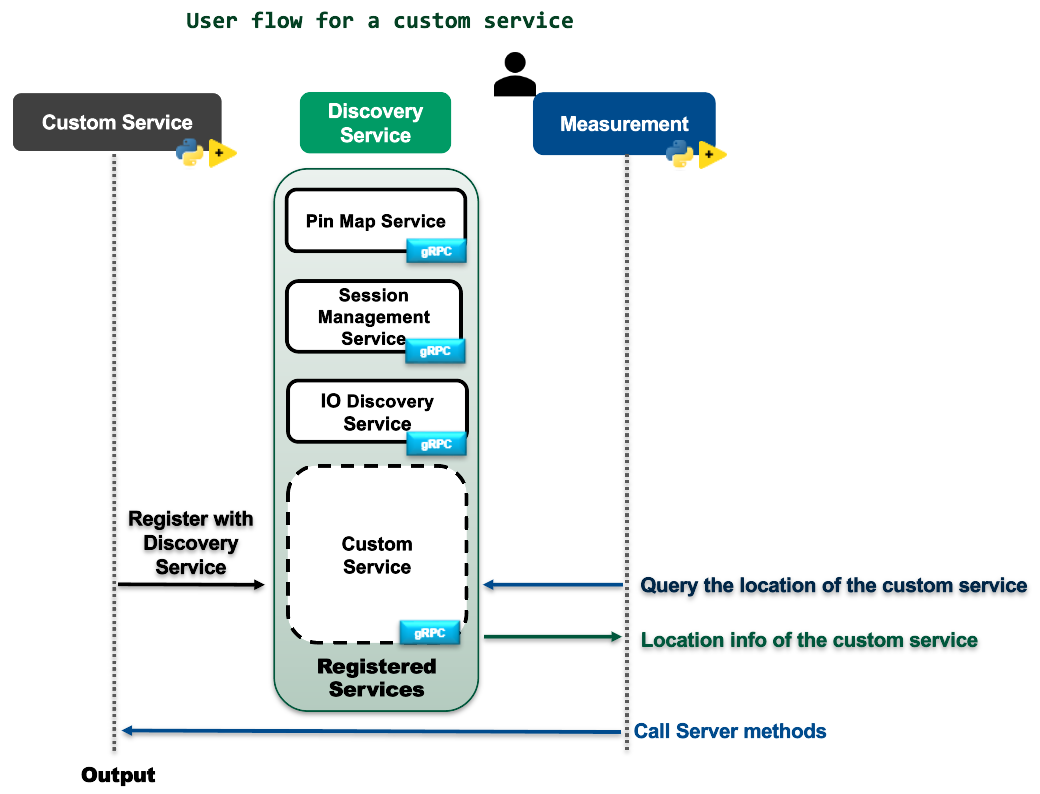 User flow for a custom service
Custom Service
Discovery
Service
Measurement
Pin Map Service
gRPC
Session
Management
Service
gRPC
IO Discovery
Service
gRPC
Register with
Discovery
Service
Custom
Service
gRPC
Query the location of the custom service
Location info of the custom service
Registered
Services
Call Server methods
Output